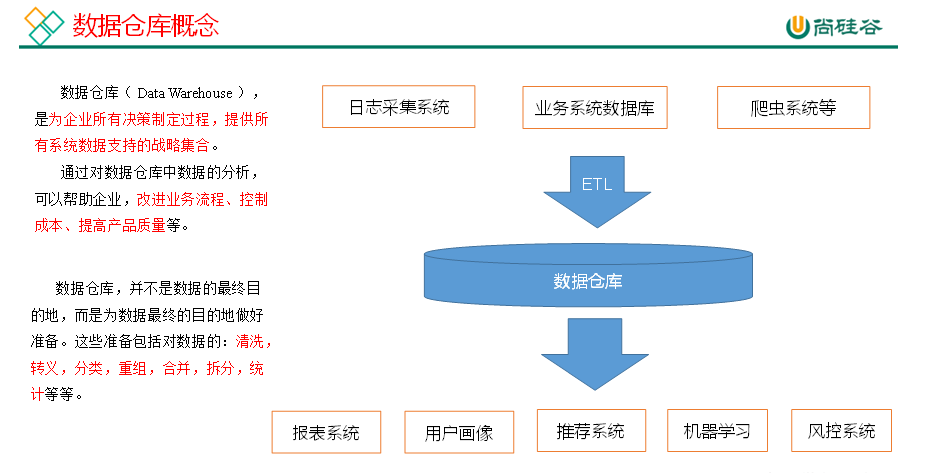 数据仓库概念
尚硅谷
数据仓库（ Data Warehouse ），
是为企业所有决策制定过程，提供所
有系统数据支持的战略集合。
通过对数据仓库中数据的分析，
可以帮助企业，改进业务流程、控制
成本、提高产品质量等。
数据仓库，并不是数据的最终目
的地，而是为数据最终的目的地做好
准备。这些准备包括对数据的：清洗，
转义，分类，重组，合并，拆分，统
计等等。
日志采集系统
业务系统数据库
爬虫系统等
ETL
数据仓库
报表系统
用户画像
推荐系统
机器学习
风控系统